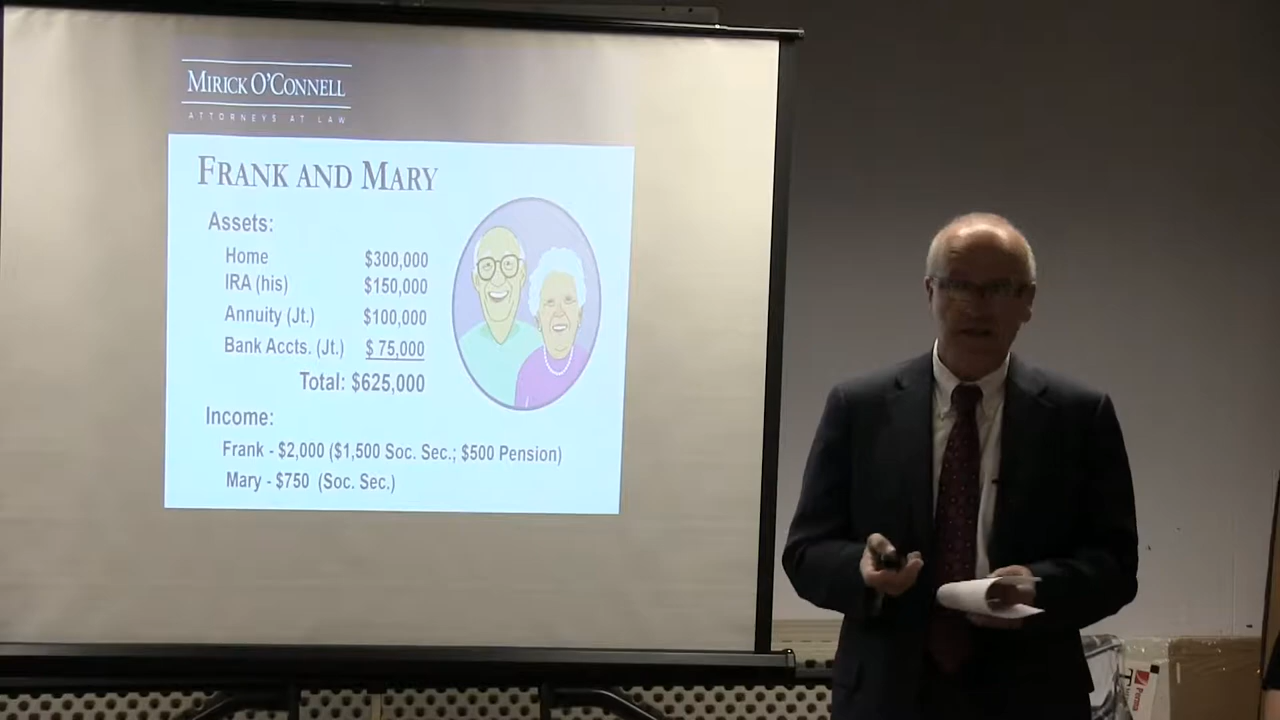 MIRICK O'CONNELL
ATTORNEYS AT LAW
FRANK AND MARY
Assets:
Home $300,000
IRA (his) $150,000
Annuity (Jt.) $100,000
Bank Accts. (Jt.) $ 75,000
Total: $625,000
Income:
Frank - $2,000 ($1,500 Soc. Sec.; $500 Pension)
Mary - $750 (Soc. Sec.)